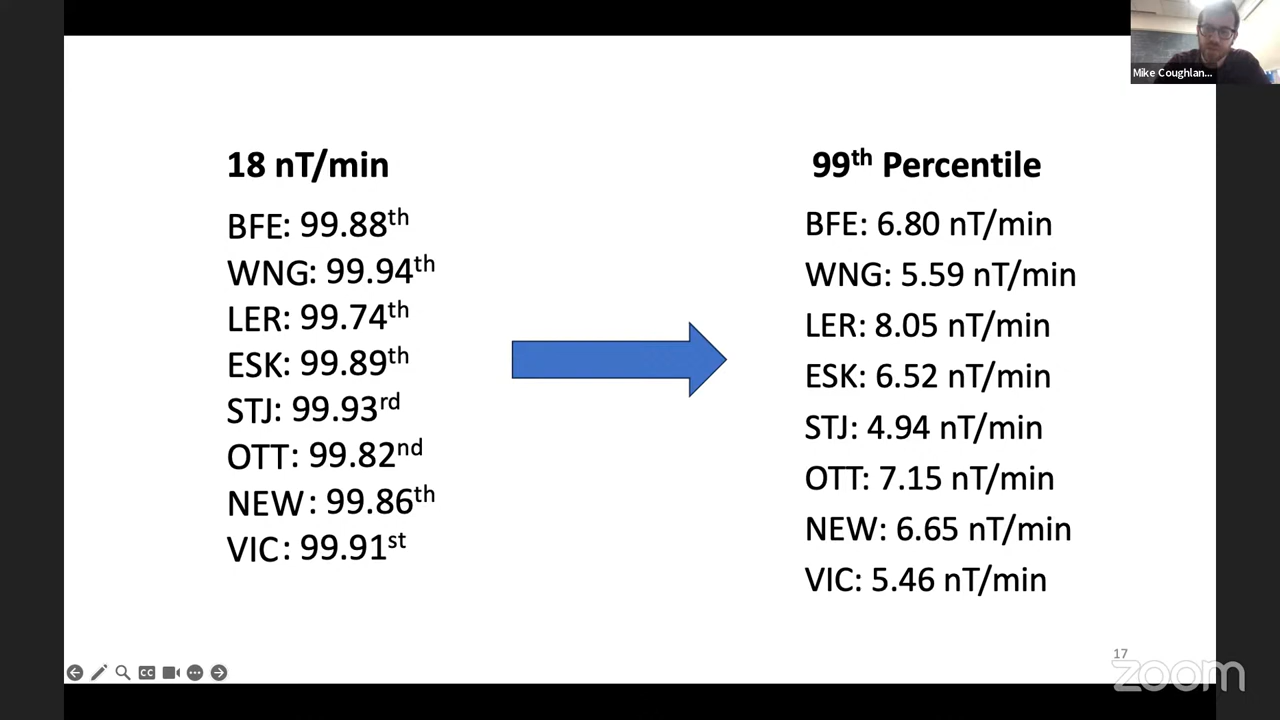 Mike Coughlan...
18 nT/min
BFE: 99.88th
WNG: 99.94th
LER: 99.74th
ESK: 99.89th
STJ: 99.93rd
OTT: 99.82nd
NEW: 99.86th
VIC: 99.91st
99th Percentile
BFE: 6.80 nT/min
WNG: 5.59 nT/min
LER: 8.05 nT/min
ESK: 6.52 nT/min
STJ: 4.94 nT/min
OTT: 7.15 nT/min
NEW: 6.65 nT/min
VIC: 5.46 nT/min
CC
17
zoom